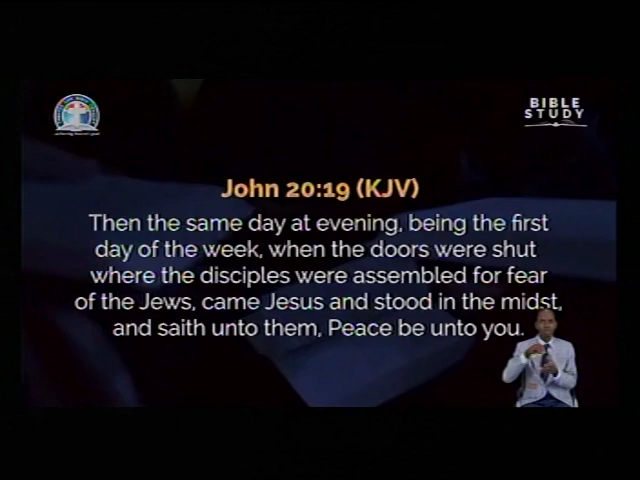 BIBLE
STUDY
John 20:19 (KJV)
Then the same day at evening, being the first
day of the week, when the doors were shut
where the disciples were assembled for fear
of the Jews, came Jesus and stood in the midst,
and saith unto them, Peace be unto you.